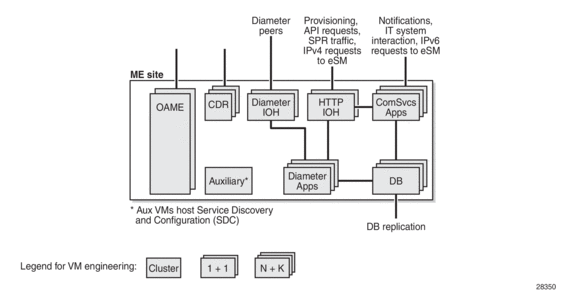 Diameter
peers
Provisioning,
API requests,
SPR traffic,
IPv4 requests
to eSM
Notifications,
IT system
interaction, IPv6
requests to eSM
ME site
OAME
CDR
Diameter
IOH
HTTP
IOH
ComSvcs
Apps
Auxiliary*
Diameter
Apps
DB
* Aux VMs host Service Discovery
and Configuration (SDC)
DB replication
Legend for VM engineering:
Cluster
1 + 1
N + K
28350